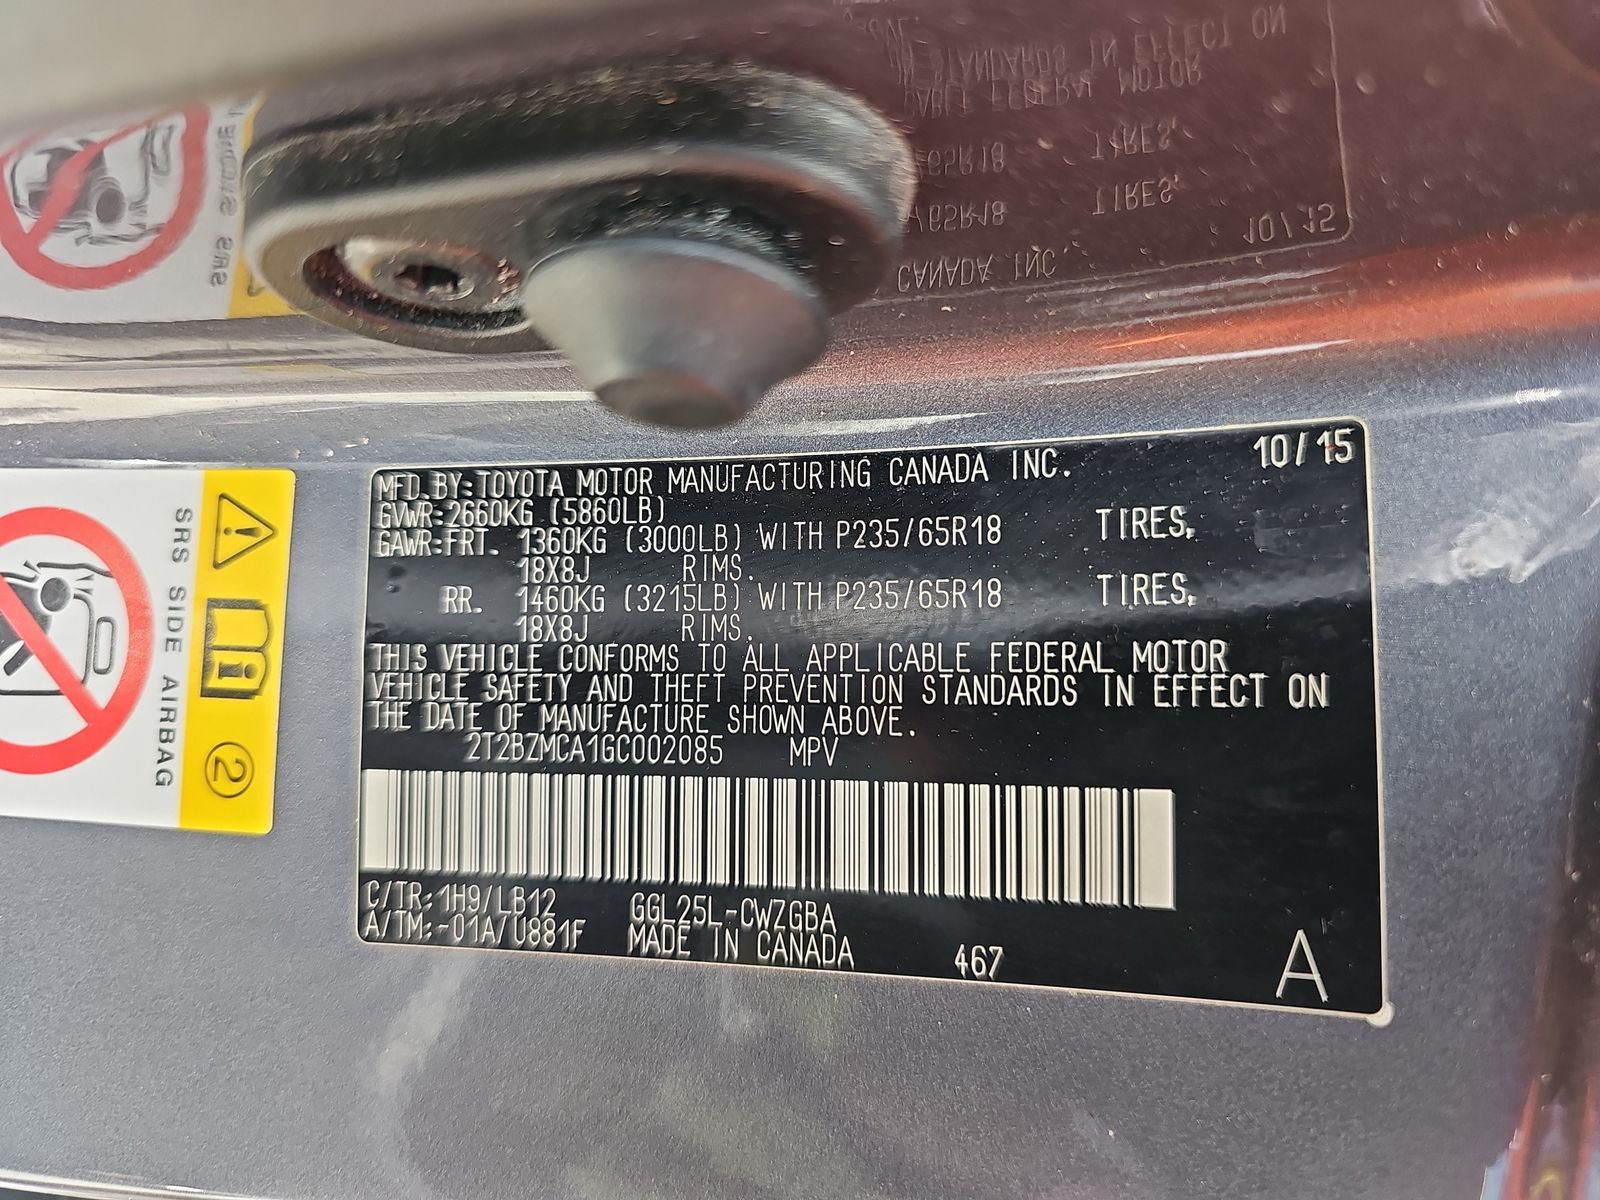 10/15
MFD. BY: TOYOTA MOTOR MANUFACTURING CANADA INC.
GVWR: 2660KG (5860LB)
GAWR: FRT. 1360KG (3000LB) WITH P235/65R18 TIRES,
18X8J RIMS.
RR. 1460KG (3215LB) WITH P235/65R18 TIRES,
18X8J RIMS.
THIS VEHICLE CONFORMS TO ALL APPLICABLE FEDERAL MOTOR
VEHICLE SAFETY AND THEFT PREVENTION STANDARDS IN EFFECT ON
THE DATE OF MANUFACTURE SHOWN ABOVE.
2T2BZMCA1GC002085 MPV
C/TR: 1H9/LB12 GGL25L-CWZGBA
A/TM: -01A/U881F MADE IN CANADA 467
A
SRS SIDE AIRBAG
2